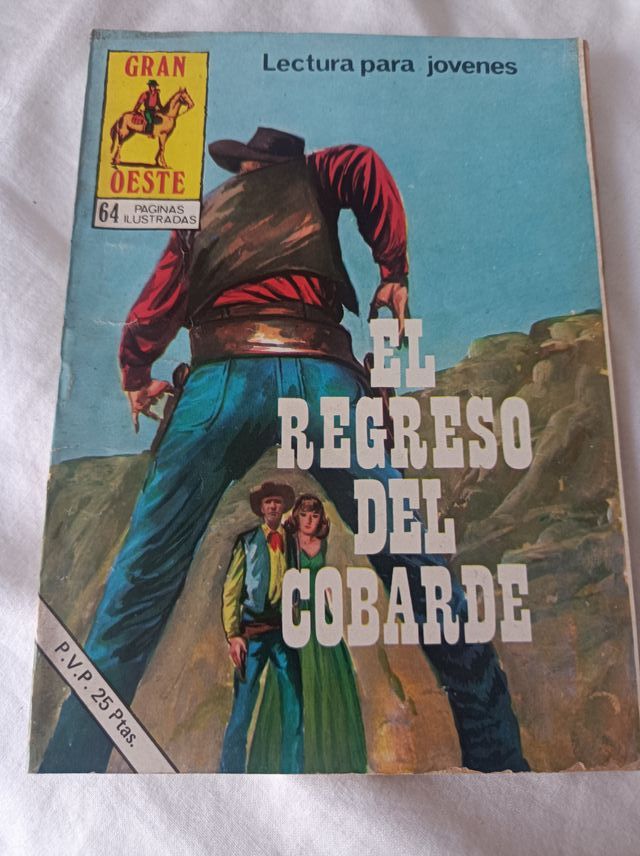 GRAN
OESTE
64 PAGINAS
ILUSTRADAS
Lectura para jovenes
EL
REGRESO
DEL
COBARDE
P.V.P. 25 Ptas.